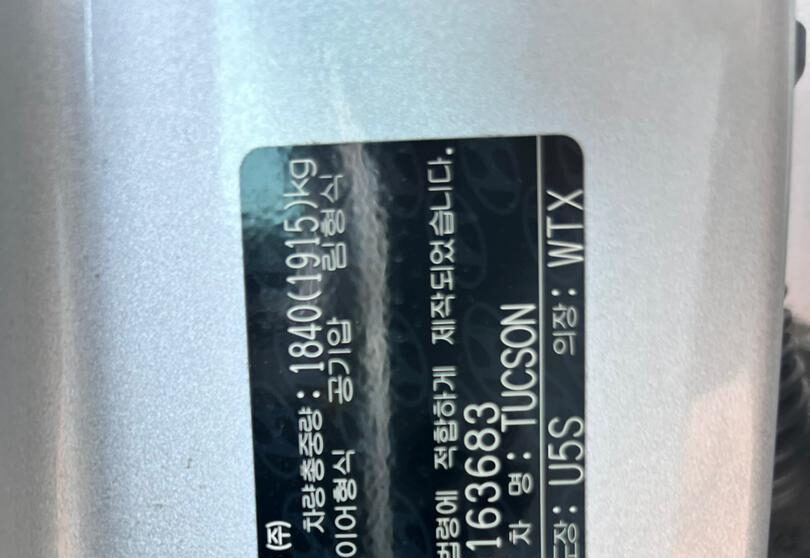 (주)
차량총중량: 1840(1915)kg
이어형식 공기압 림형식
법령에 적합하게 제작되었습니다.
163683
차 명: TUCSON
도장: U5S 의장: WTX